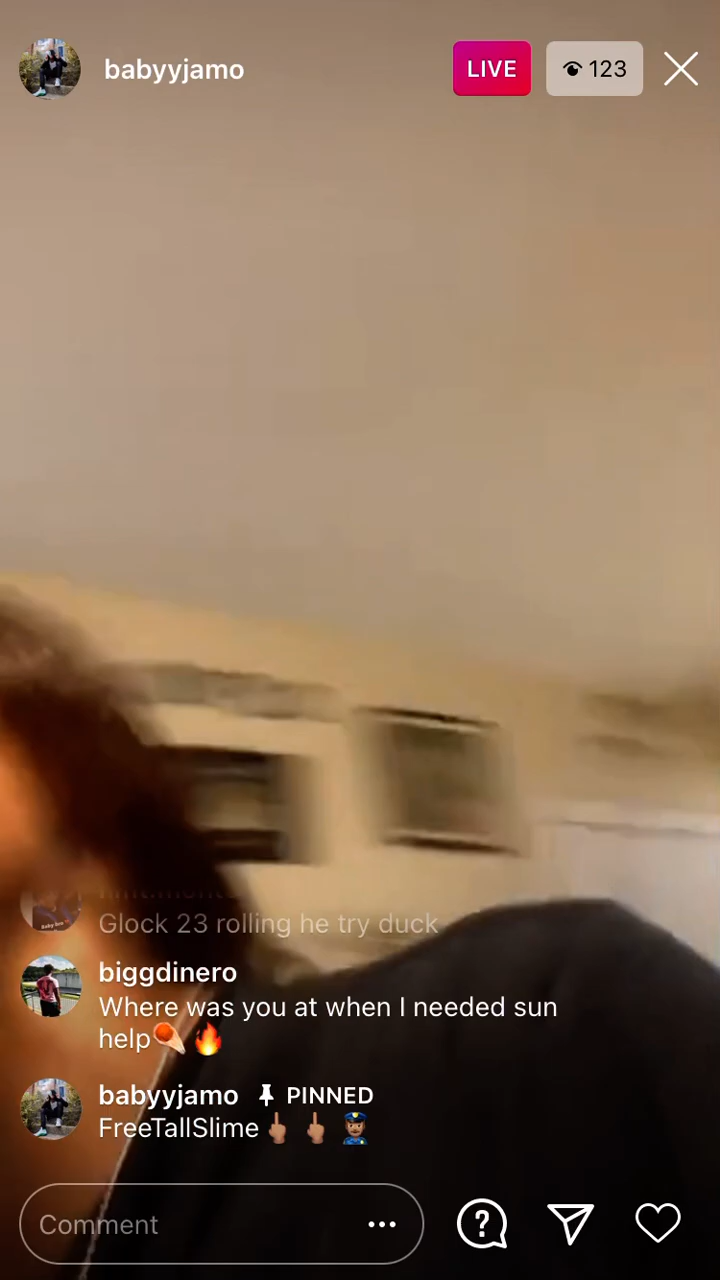 babyyjamo
LIVE
123
Glock 23 rolling he try duck
biggdinero
Where was you at when I needed sun
help☄️🔥
babyyjamo PINNED
FreeTallSlime🖕🏽🖕🏽👮🏽‍♂️
Comment